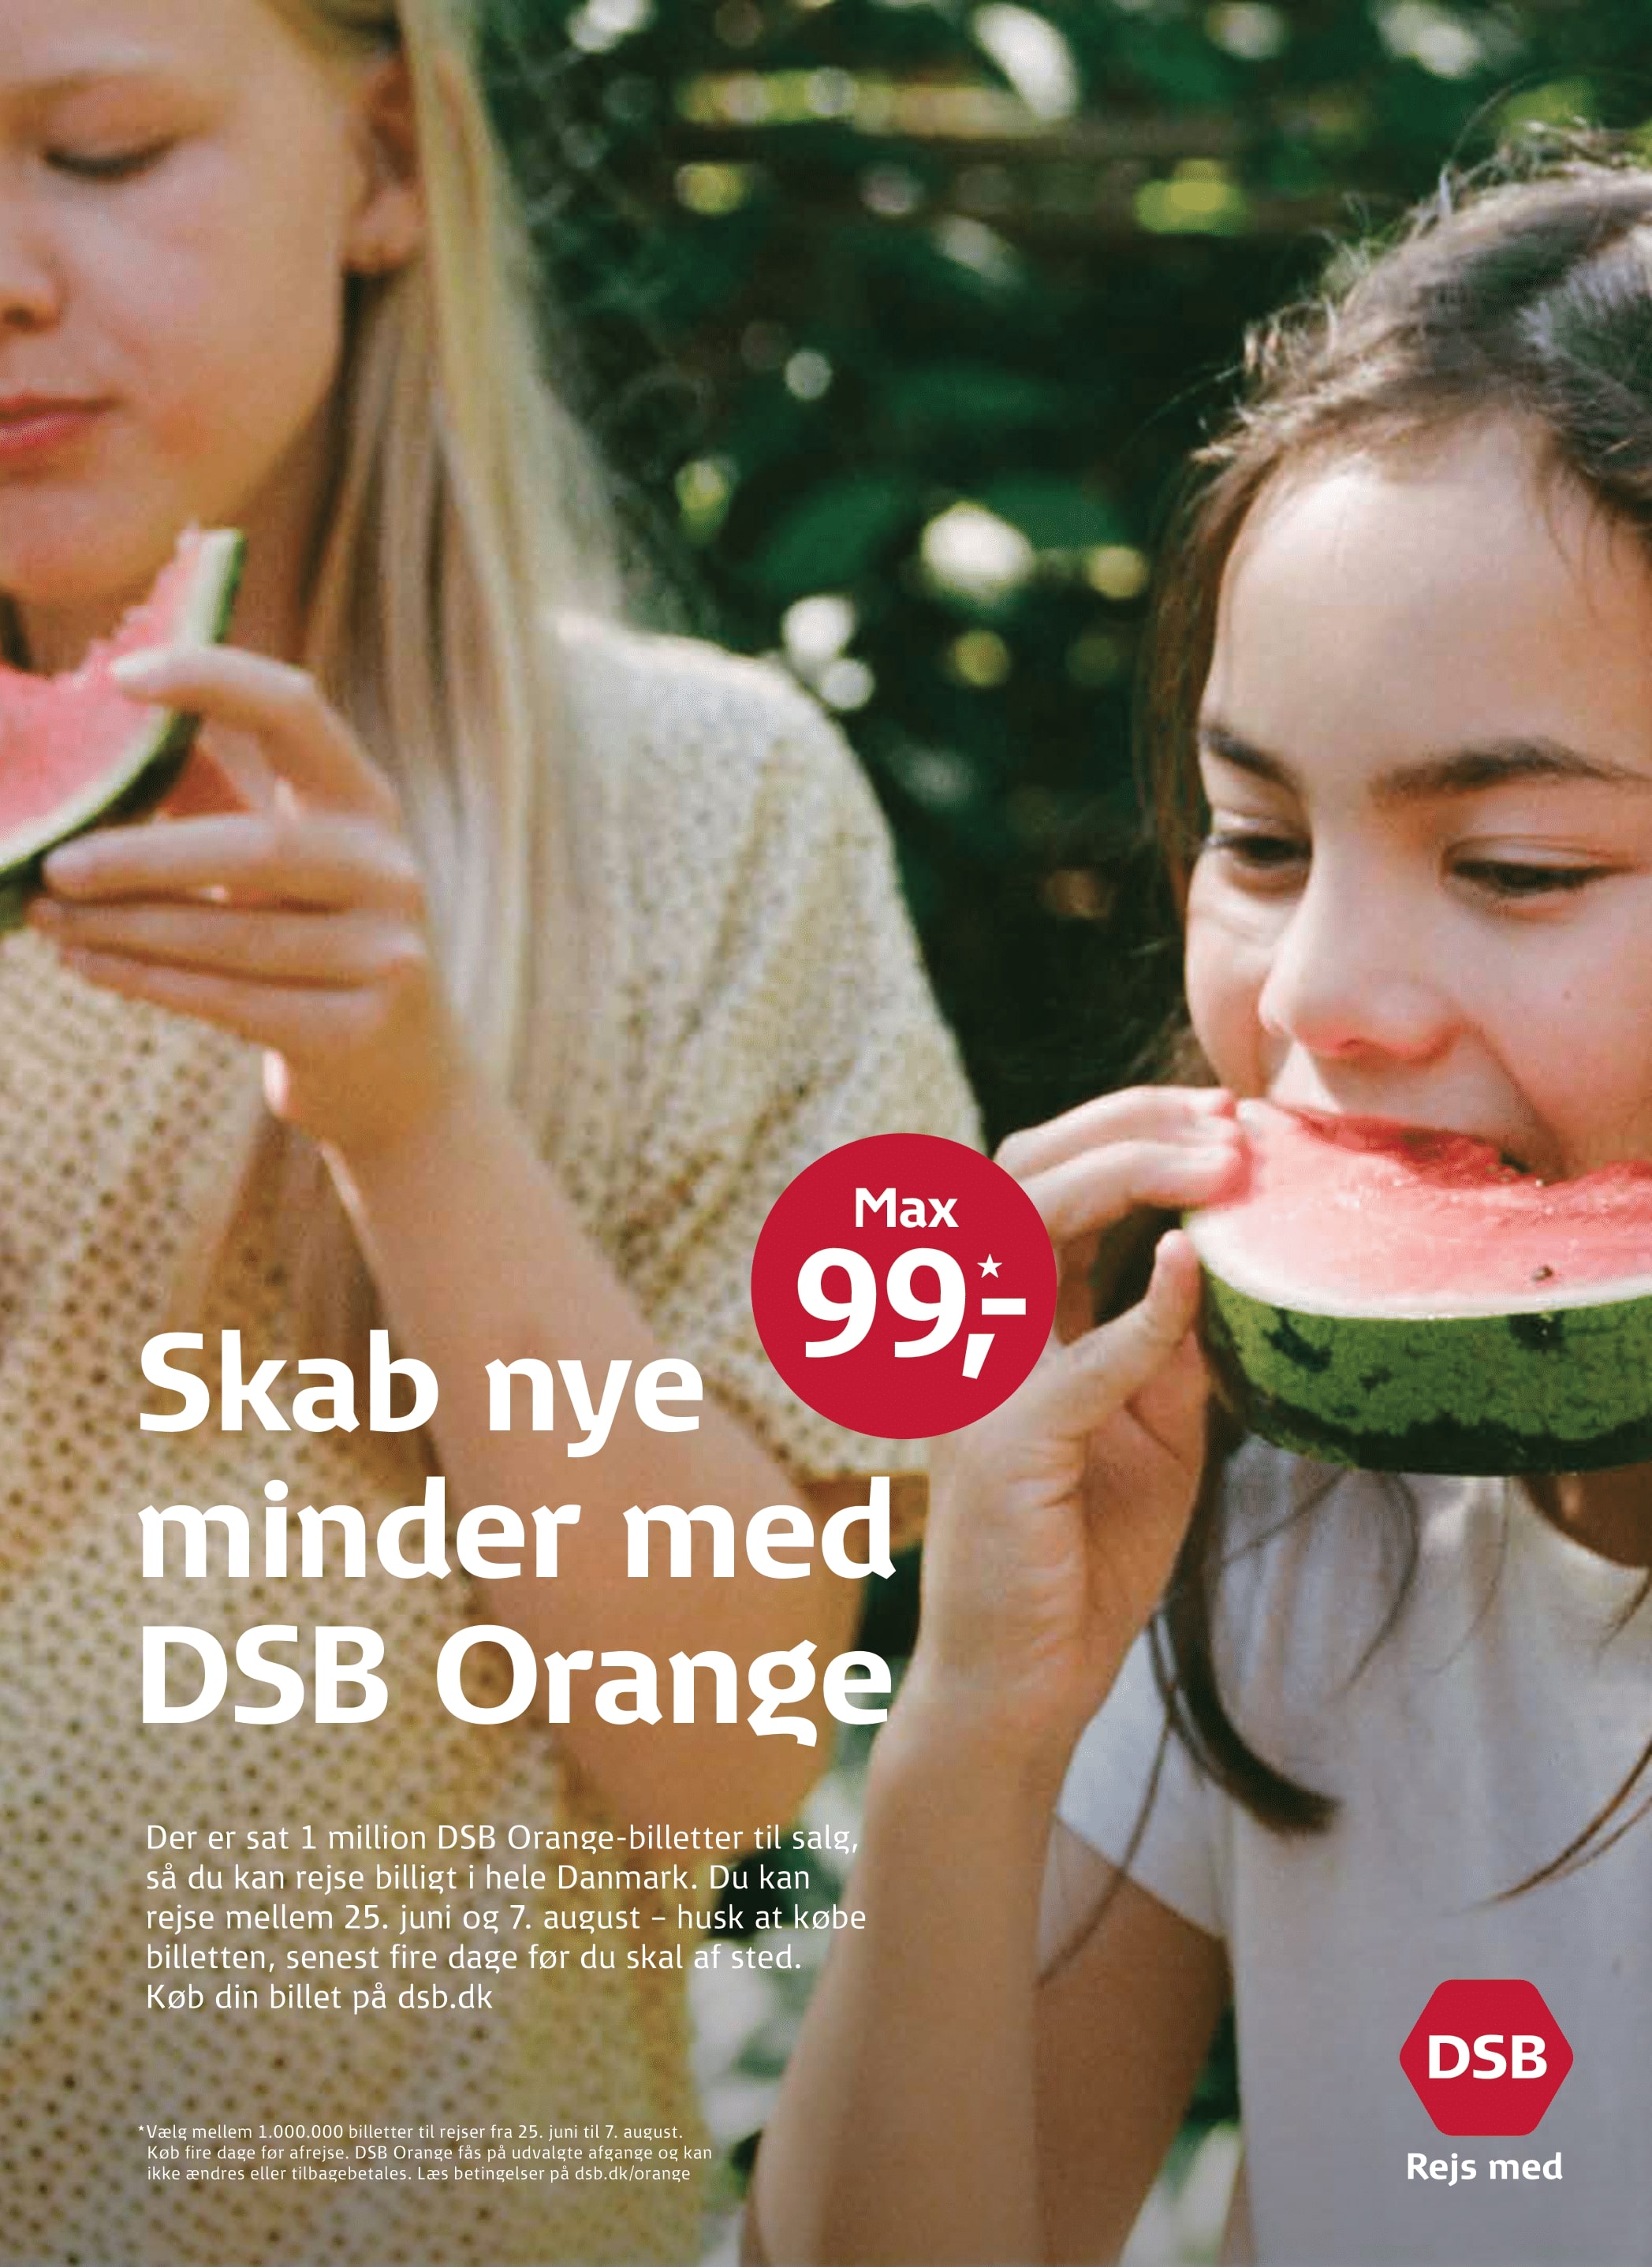 Max
99,-*
Skab nye
minder med
DSB Orange
Der er sat 1 million DSB Orange-billetter til salg,
så du kan rejse billigt i hele Danmark. Du kan
rejse mellem 25. juni og 7. august – husk at købe
billetten, senest fire dage før du skal af sted.
Køb din billet på dsb.dk
*Vælg mellem 1.000.000 billetter til rejser fra 25. juni til 7. august.
Køb fire dage før afrejse. DSB Orange fås på udvalgte afgange og kan
ikke ændres eller tilbagebetales. Læs betingelser på dsb.dk/orange
DSB
Rejs med